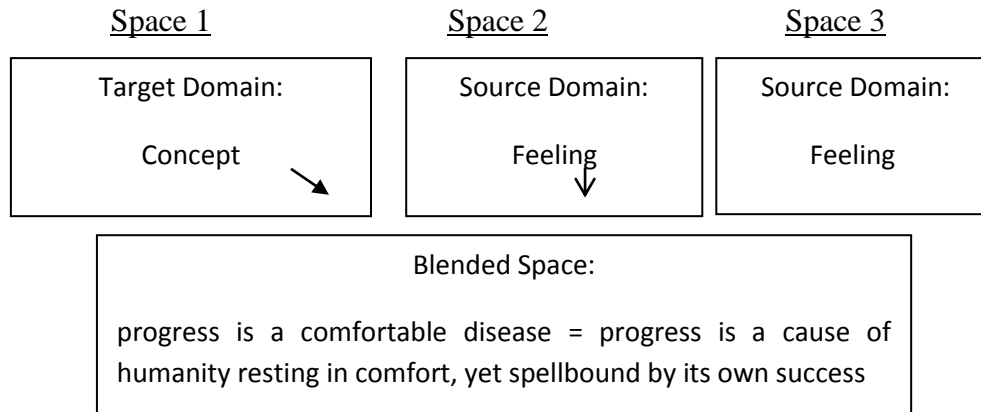 Space 1 Space 2 Space 3
Target Domain: Source Domain: Source Domain:
Concept Feeling Feeling
Blended Space:
progress is a comfortable disease = progress is a cause of
humanity resting in comfort, yet spellbound by its own success